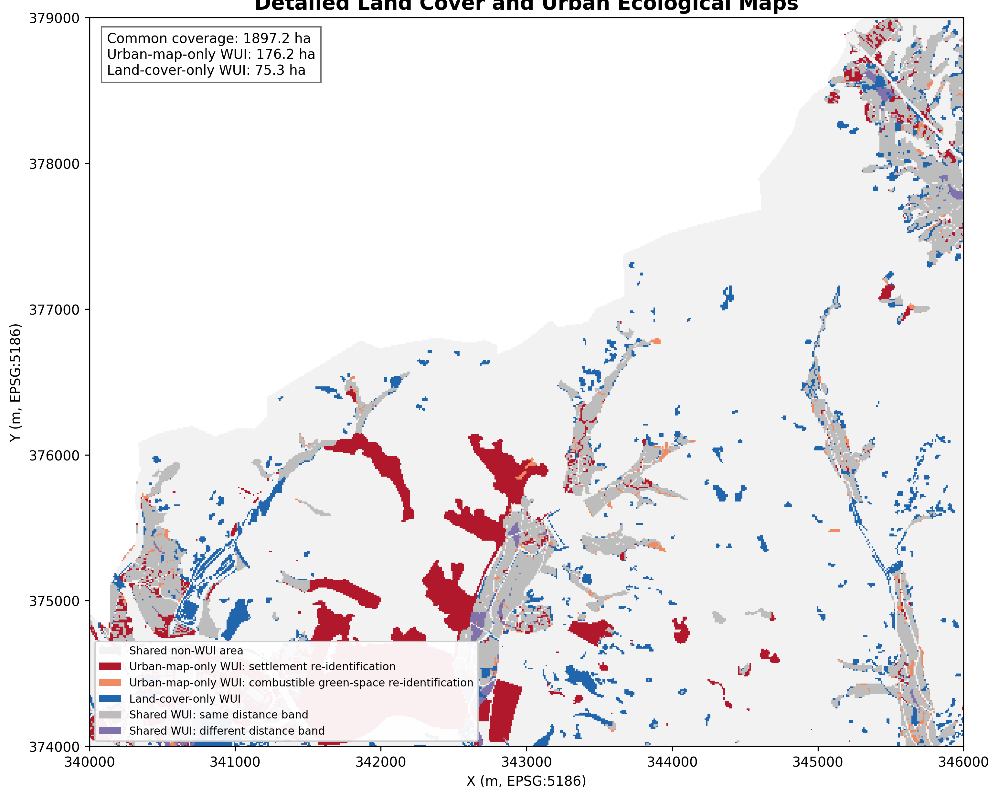 Detailed Land Cover and Urban Ecological Maps
379000
378000
377000
376000
375000
374000
Y (m, EPSG:5186)
Common coverage: 1897.2 ha
Urban-map-only WUI: 176.2 ha
Land-cover-only WUI: 75.3 ha
Shared non-WUI area
Urban-map-only WUI: settlement re-identification
Urban-map-only WUI: combustible green-space re-identification
Land-cover-only WUI
Shared WUI: same distance band
Shared WUI: different distance band
340000 341000 342000 343000 344000 345000 346000
X (m, EPSG:5186)